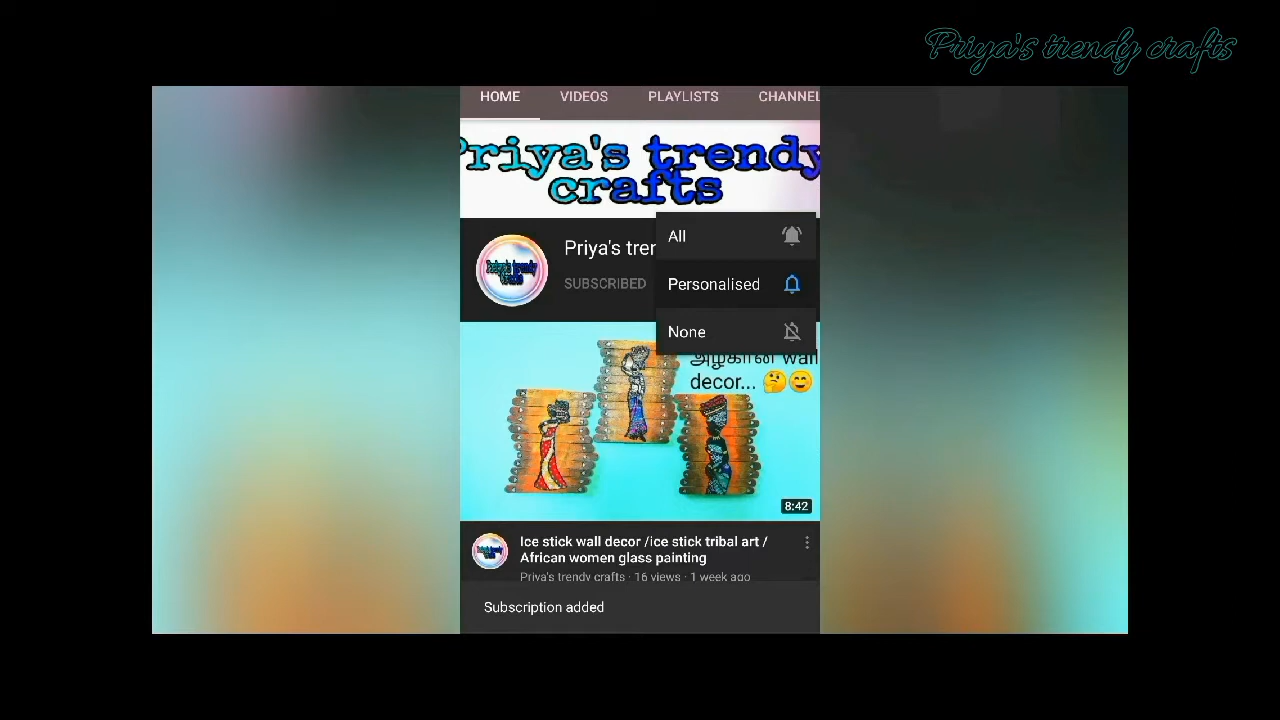 Priya's trendy crafts
HOME VIDEOS PLAYLISTS CHANNEL
Priya's trendy
crafts
All
Priya's tren
Personalised
SUBSCRIBED
None
அழகான wall
decor... 🤔😄
8:42
Ice stick wall decor /ice stick tribal art /
African women glass painting
Priya's trendy crafts · 16 views · 1 week ago
Subscription added